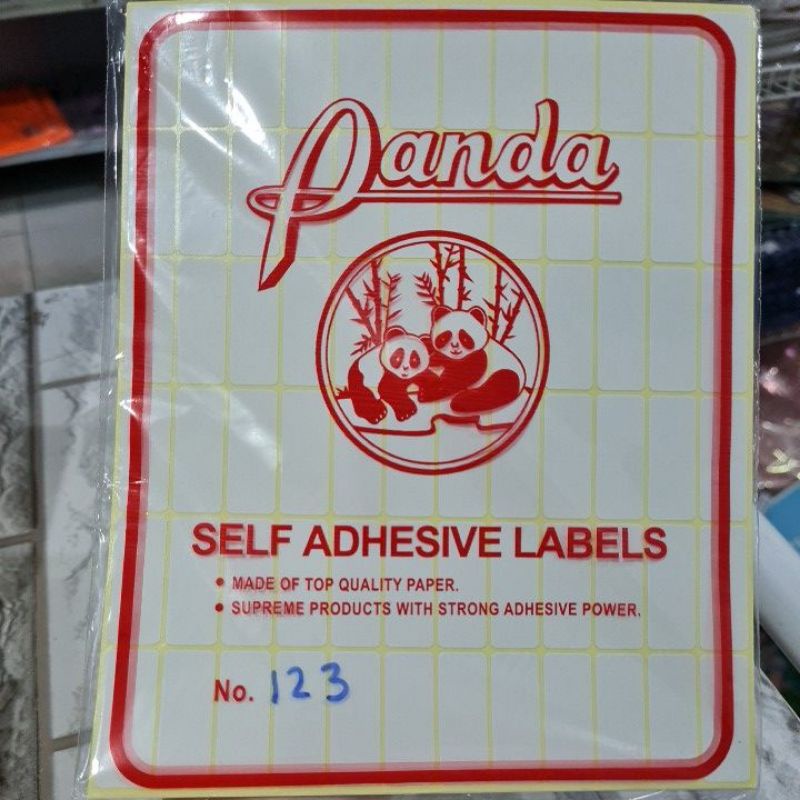 Panda
SELF ADHESIVE LABELS
• MADE OF TOP QUALITY PAPER.
• SUPREME PRODUCTS WITH STRONG ADHESIVE POWER.
No. 123